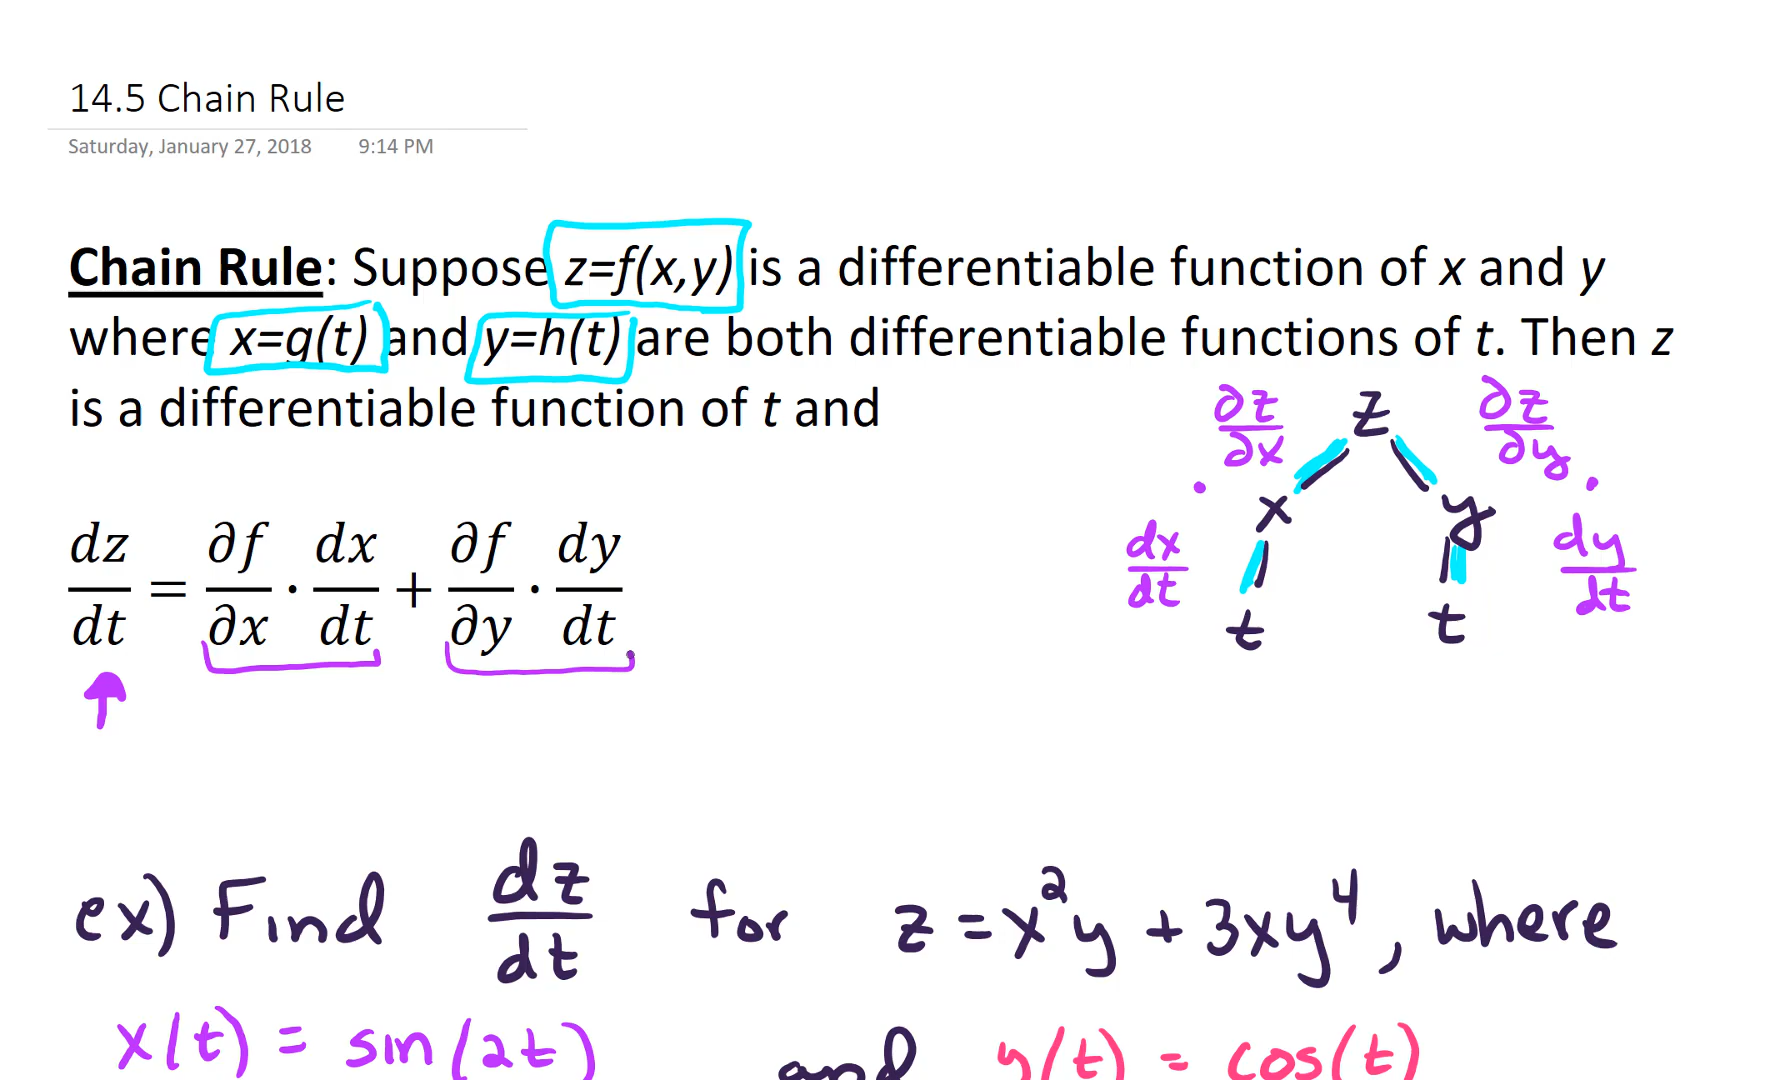 14.5 Chain Rule
Saturday, January 27, 2018 9:14 PM
Chain Rule: Suppose z=f(x,y) is a differentiable function of x and y
where x=g(t) and y=h(t) are both differentiable functions of t. Then z
is a differentiable function of t and
dz/dt = ∂f/∂x · dx/dt + ∂f/∂y · dy/dt
∂z/∂x z ∂z/∂y
· x y ·
dx/dt dy/dt
t t
ex) Find dz/dt for z = x²y + 3xy⁴, where
x(t) = sin(2t) and y(t) = cos(t)